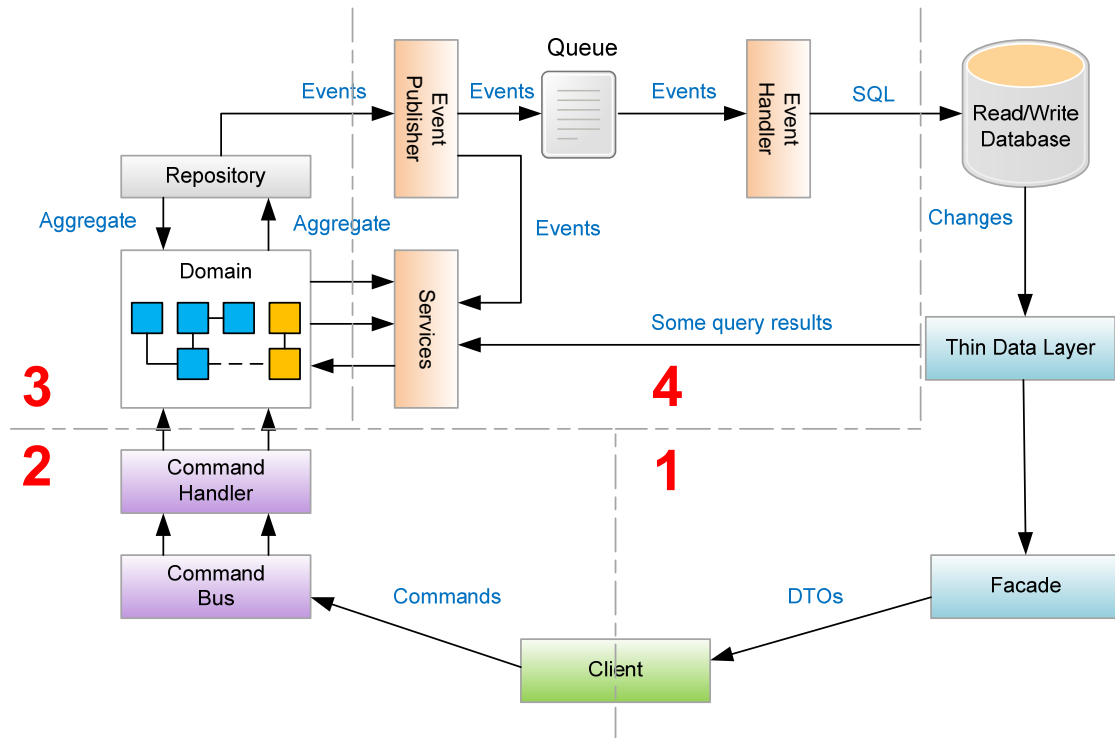 Queue
Events
Event
Publisher
Events
Events
Event
Handler
SQL
Read/Write
Database
Repository
Aggregate
Aggregate
Events
Changes
Domain
Services
Some query results
Thin Data Layer
3
4
2
1
Command
Handler
Command
Bus
Commands
DTOs
Facade
Client